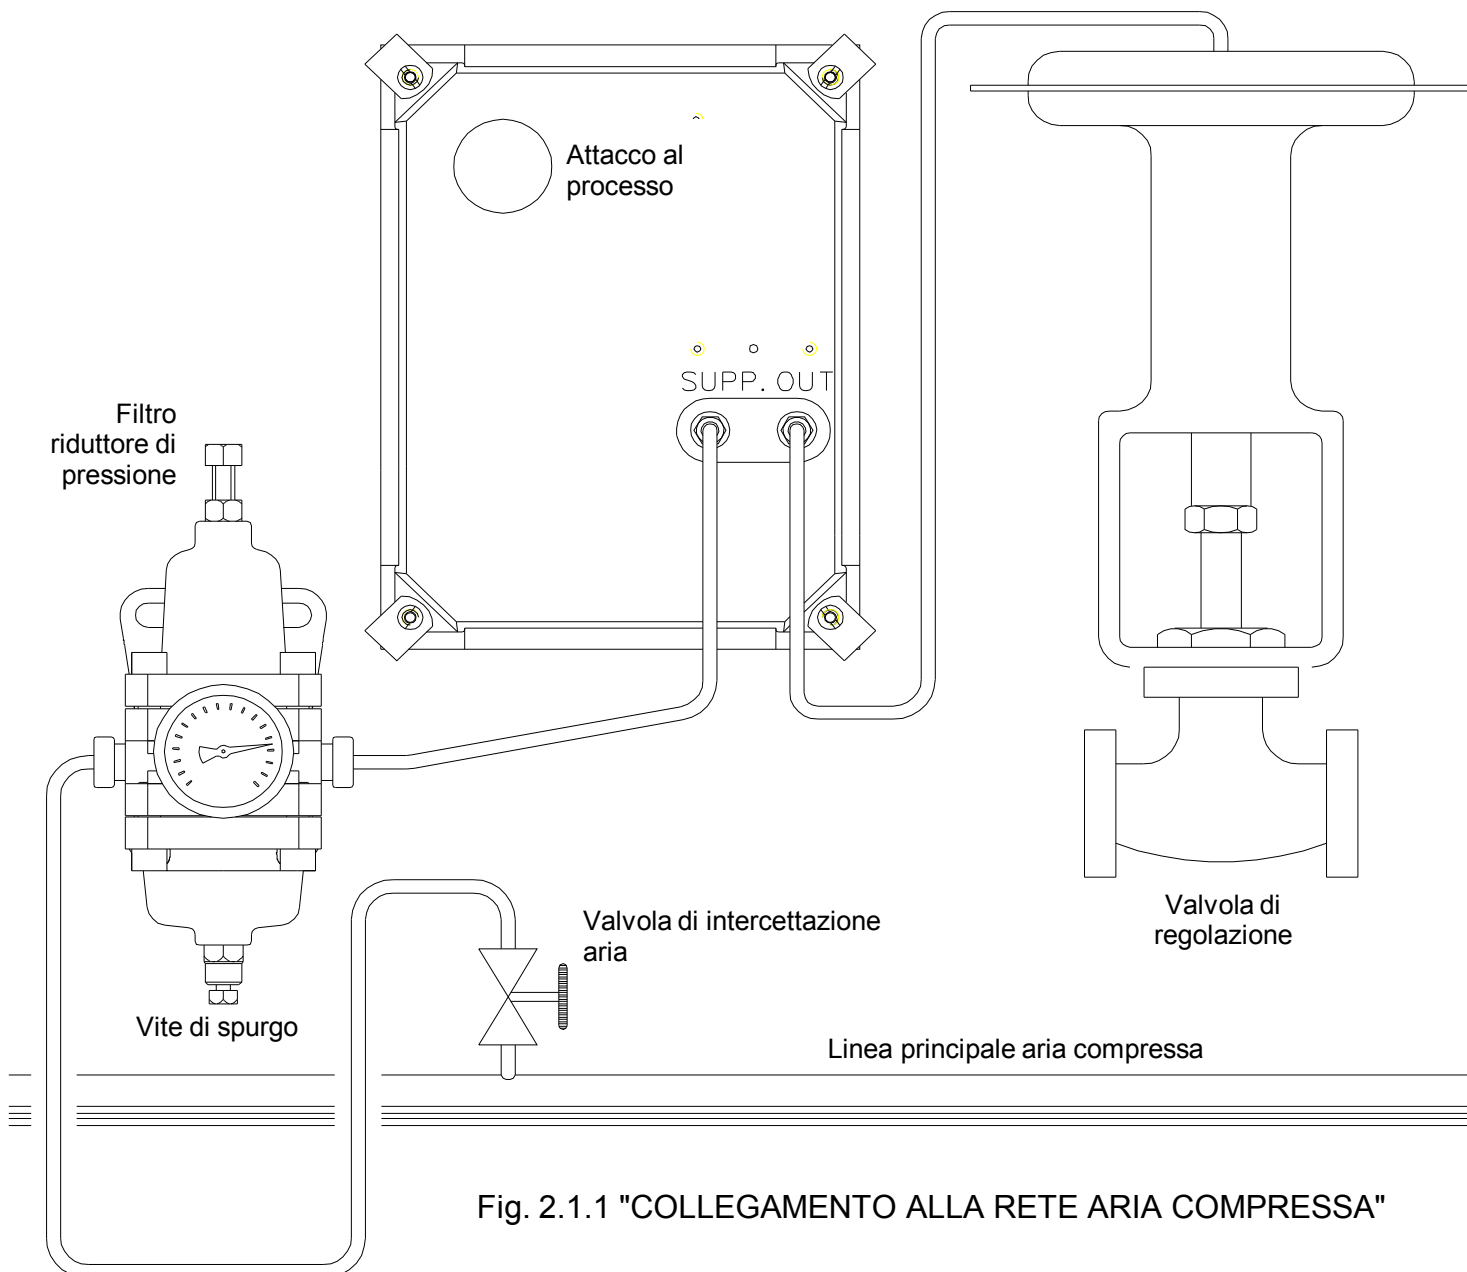 Attacco al
processo
SUPP. OUT
Filtro
riduttore di
pressione
Valvola di intercettazione
aria
Valvola di
regolazione
Vite di spurgo
Linea principale aria compressa
Fig. 2.1.1 "COLLEGAMENTO ALLA RETE ARIA COMPRESSA"